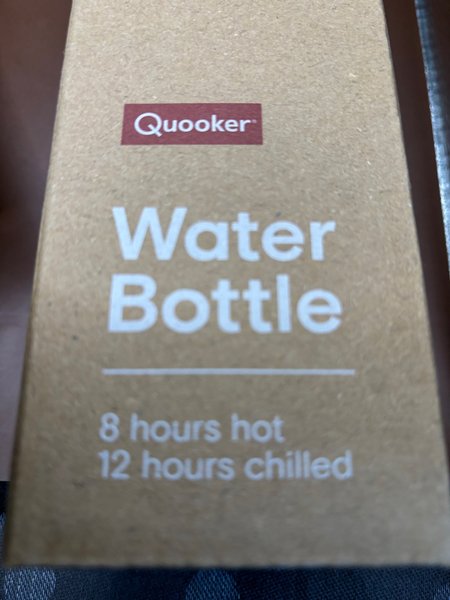 Quooker®
Water
Bottle
8 hours hot
12 hours chilled